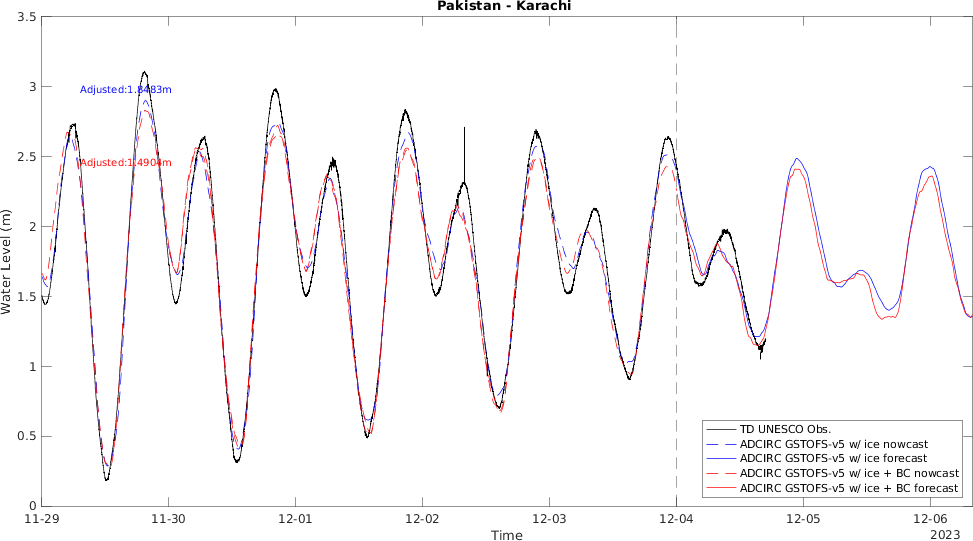 Pakistan - Karachi
3.5
3
2.5
2
1.5
1
0.5
0
Water Level (m)
Adjusted:1.8483m
Adjusted:1.4904m
TD UNESCO Obs.
ADCIRC GSTOFS-v5 w/ ice nowcast
ADCIRC GSTOFS-v5 w/ ice forecast
ADCIRC GSTOFS-v5 w/ ice + BC nowcast
ADCIRC GSTOFS-v5 w/ ice + BC forecast
11-29 11-30 12-01 12-02 12-03 12-04 12-05 12-06
Time
2023